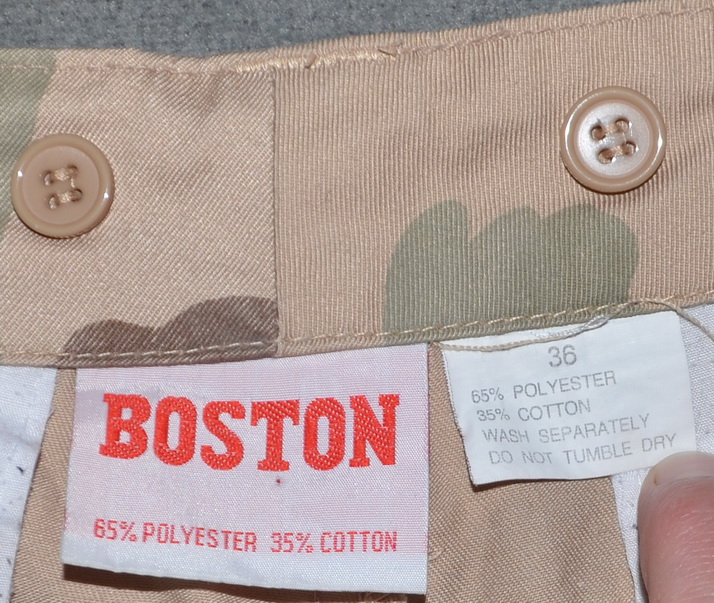 BOSTON
65% POLYESTER 35% COTTON
36
65% POLYESTER
35% COTTON
WASH SEPARATELY
DO NOT TUMBLE DRY